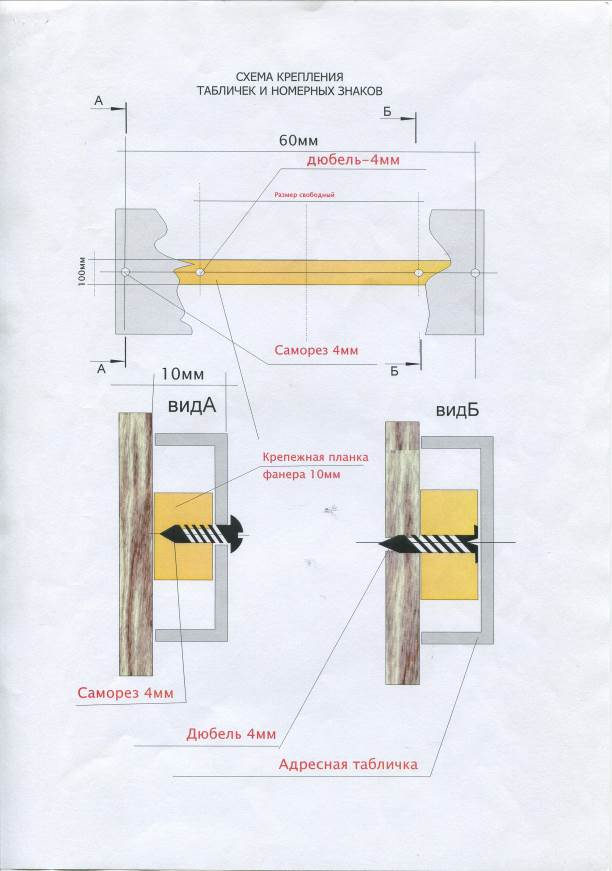 СХЕМА КРЕПЛЕНИЯ
ТАБЛИЧЕК И НОМЕРНЫХ ЗНАКОВ
А
Б
60мм
дюбель-4мм
Размер свободный
100мм
Саморез 4мм
А
Б
10мм
видА
видБ
Крепежная планка
фанера 10мм
Саморез 4мм
Дюбель 4мм
Адресная табличка